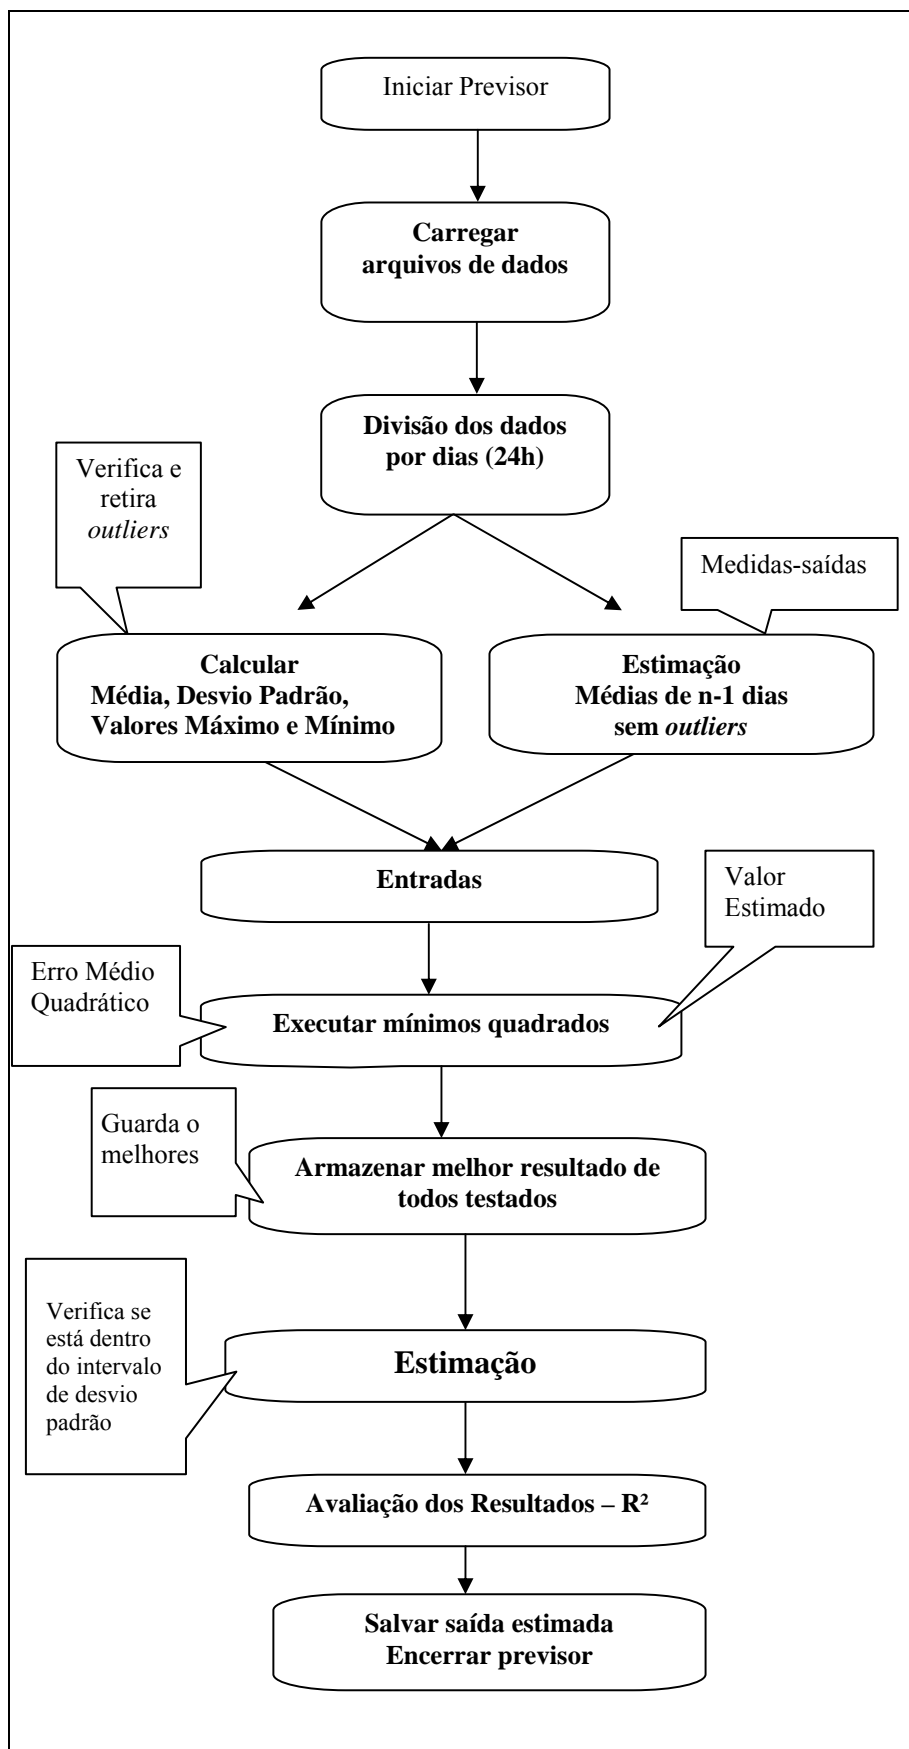 Iniciar Previsor
Carregar
arquivos de dados
Divisão dos dados
por dias (24h)
Verifica e
retira
outliers
Medidas-saídas
Calcular
Média, Desvio Padrão,
Valores Máximo e Mínimo
Estimação
Médias de n-1 dias
sem outliers
Entradas
Valor
Estimado
Erro Médio
Quadrático
Executar mínimos quadrados
Guarda o
melhores
Armazenar melhor resultado de
todos testados
Verifica se
está dentro
do intervalo
de desvio
padrão
Estimação
Avaliação dos Resultados – R²
Salvar saída estimada
Encerrar previsor